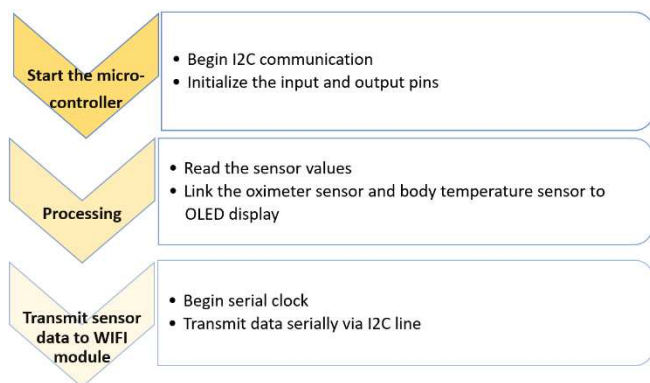 Start the micro-
controller
• Begin I2C communication
• Initialize the input and output pins
Processing
• Read the sensor values
• Link the oximeter sensor and body temperature sensor to
OLED display
Transmit sensor
data to WIFI
module
• Begin serial clock
• Transmit data serially via I2C line